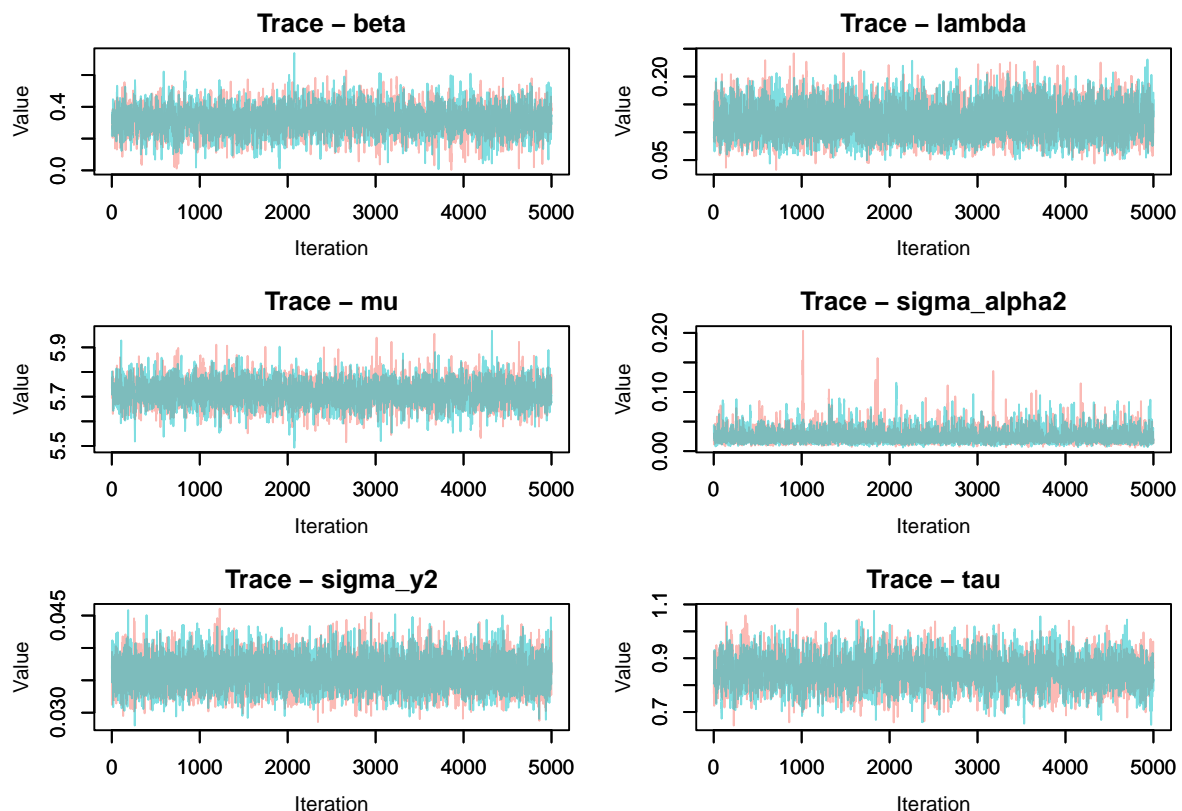 Trace – beta
Value
0.0 0.4
0 1000 2000 3000 4000 5000
Iteration
Trace – lambda
Value
0.05 0.20
0 1000 2000 3000 4000 5000
Iteration
Trace – mu
Value
5.5 5.7 5.9
0 1000 2000 3000 4000 5000
Iteration
Trace – sigma_alpha2
Value
0.00 0.10 0.20
0 1000 2000 3000 4000 5000
Iteration
Trace – sigma_y2
Value
0.030 0.045
0 1000 2000 3000 4000 5000
Iteration
Trace – tau
Value
0.7 0.9 1.1
0 1000 2000 3000 4000 5000
Iteration